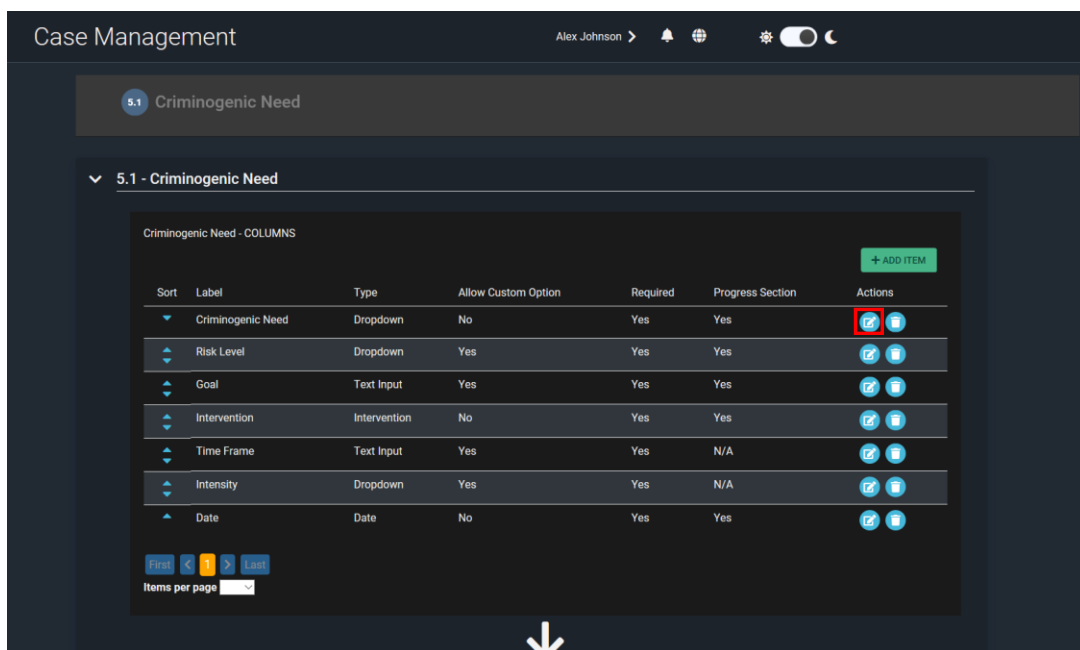 Case Management
Alex Johnson
5.1 Criminogenic Need
5.1 - Criminogenic Need
Criminogenic Need - COLUMNS
+ ADD ITEM
Sort Label Type Allow Custom Option Required Progress Section Actions
Criminogenic Need Dropdown No Yes Yes
Risk Level Dropdown Yes Yes Yes
Goal Text Input Yes Yes Yes
Intervention Intervention No Yes Yes
Time Frame Text Input Yes Yes N/A
Intensity Dropdown Yes Yes N/A
Date Date No Yes Yes
First < 1 > Last
Items per page